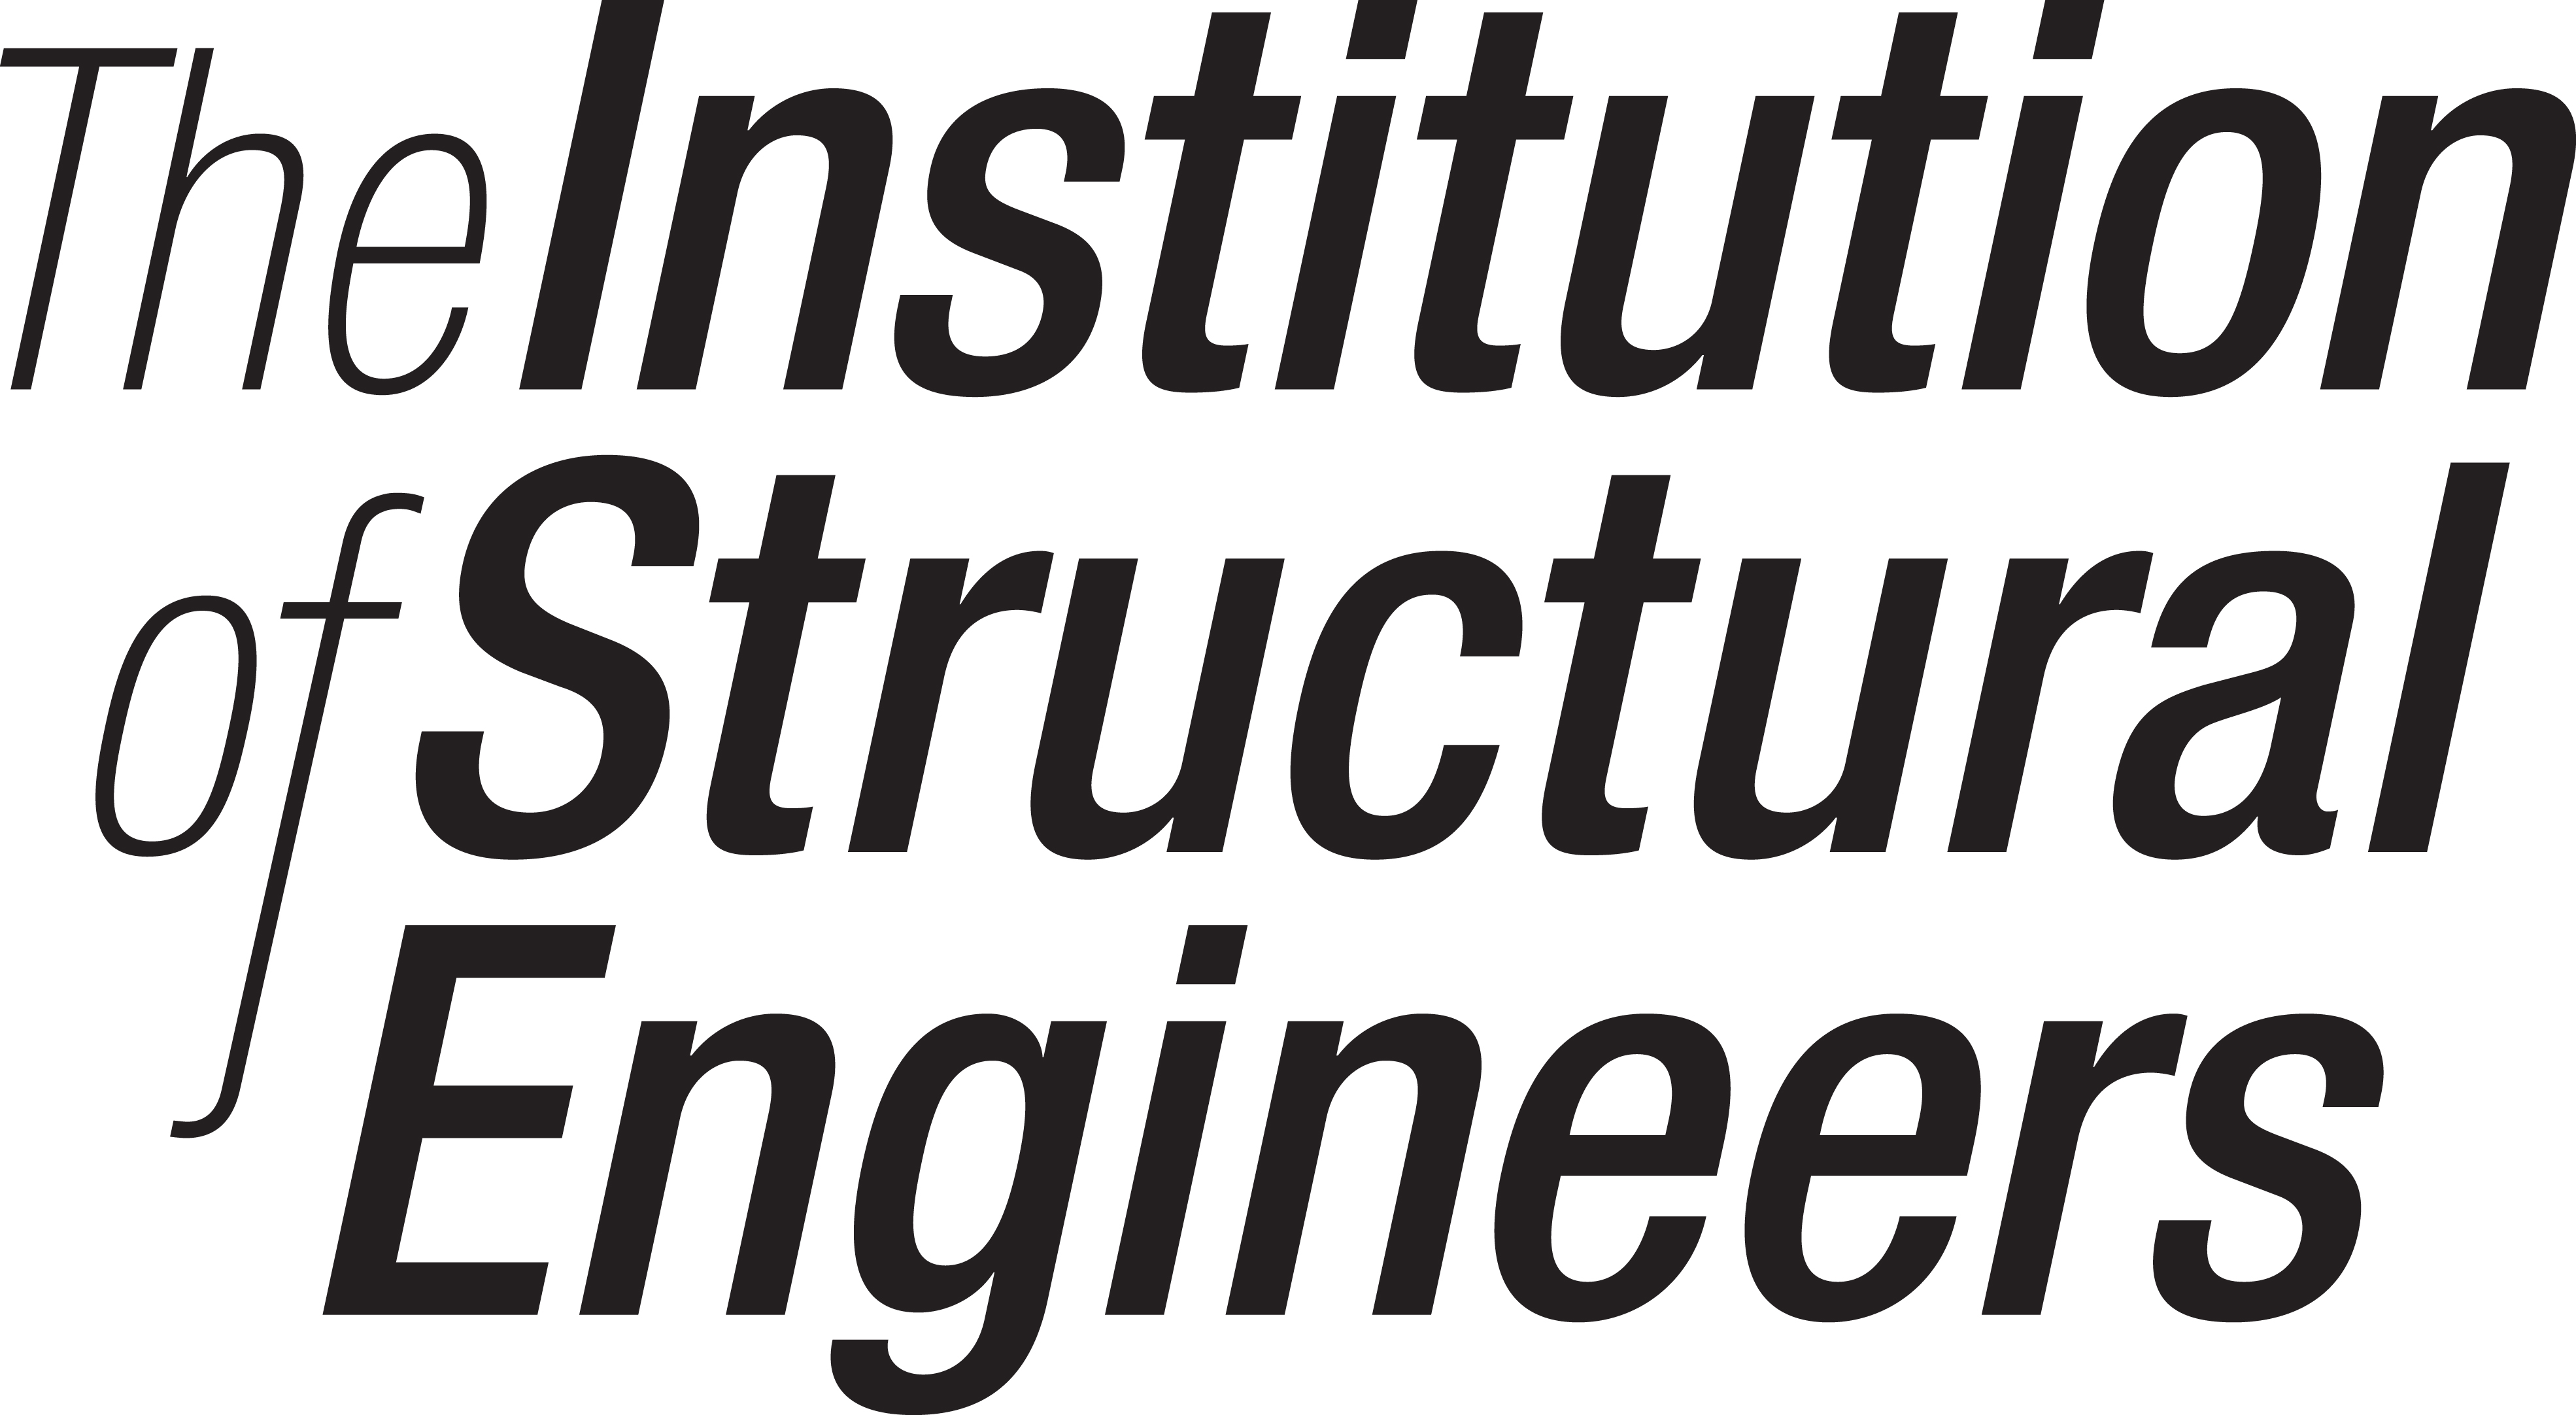 The Institution
of Structural
Engineers